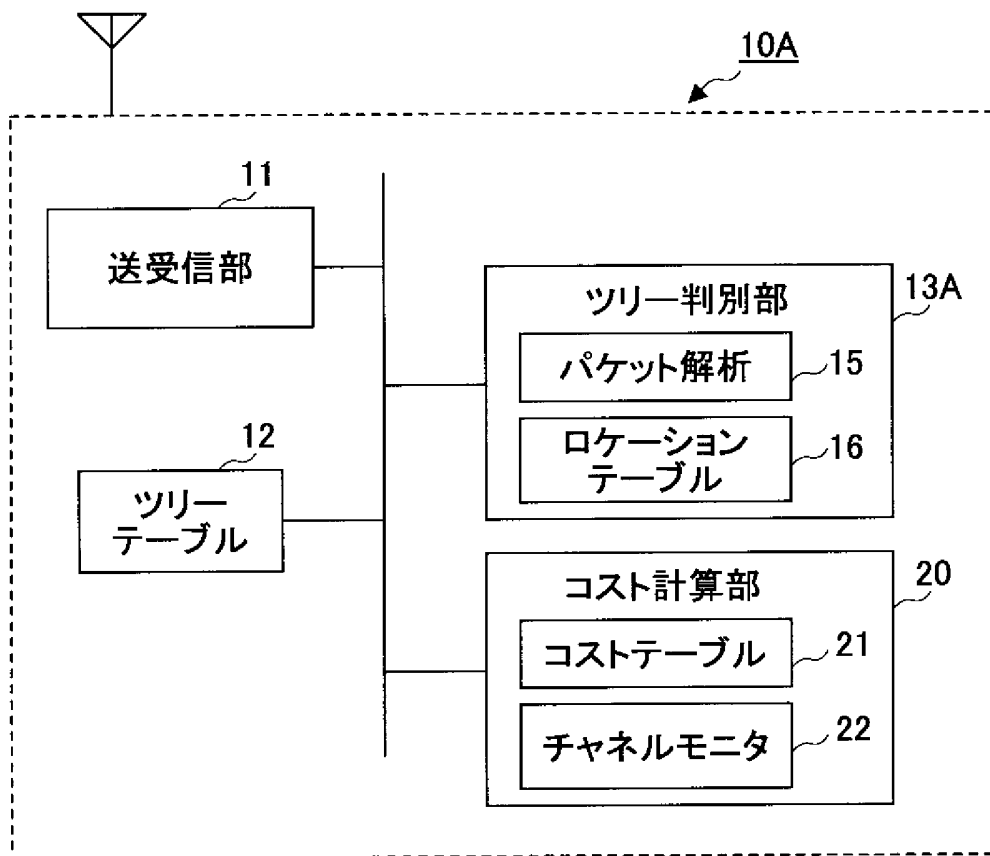 10A
11
送受信部
ツリー判別部
13A
パケット解析
15
ロケーション
テーブル
16
12
ツリー
テーブル
コスト計算部
20
コストテーブル
21
チャネルモニタ
22